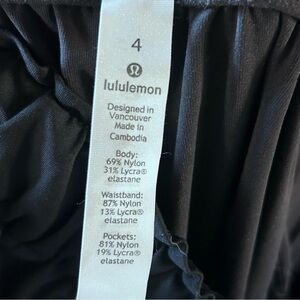 4
lululemon
Designed in
Vancouver
Made in
Cambodia
Body:
69% Nylon
31% Lycra®
elastane
Waistband:
87% Nylon
13% Lycra®
elastane
Pockets:
81% Nylon
19% Lycra®
elastane